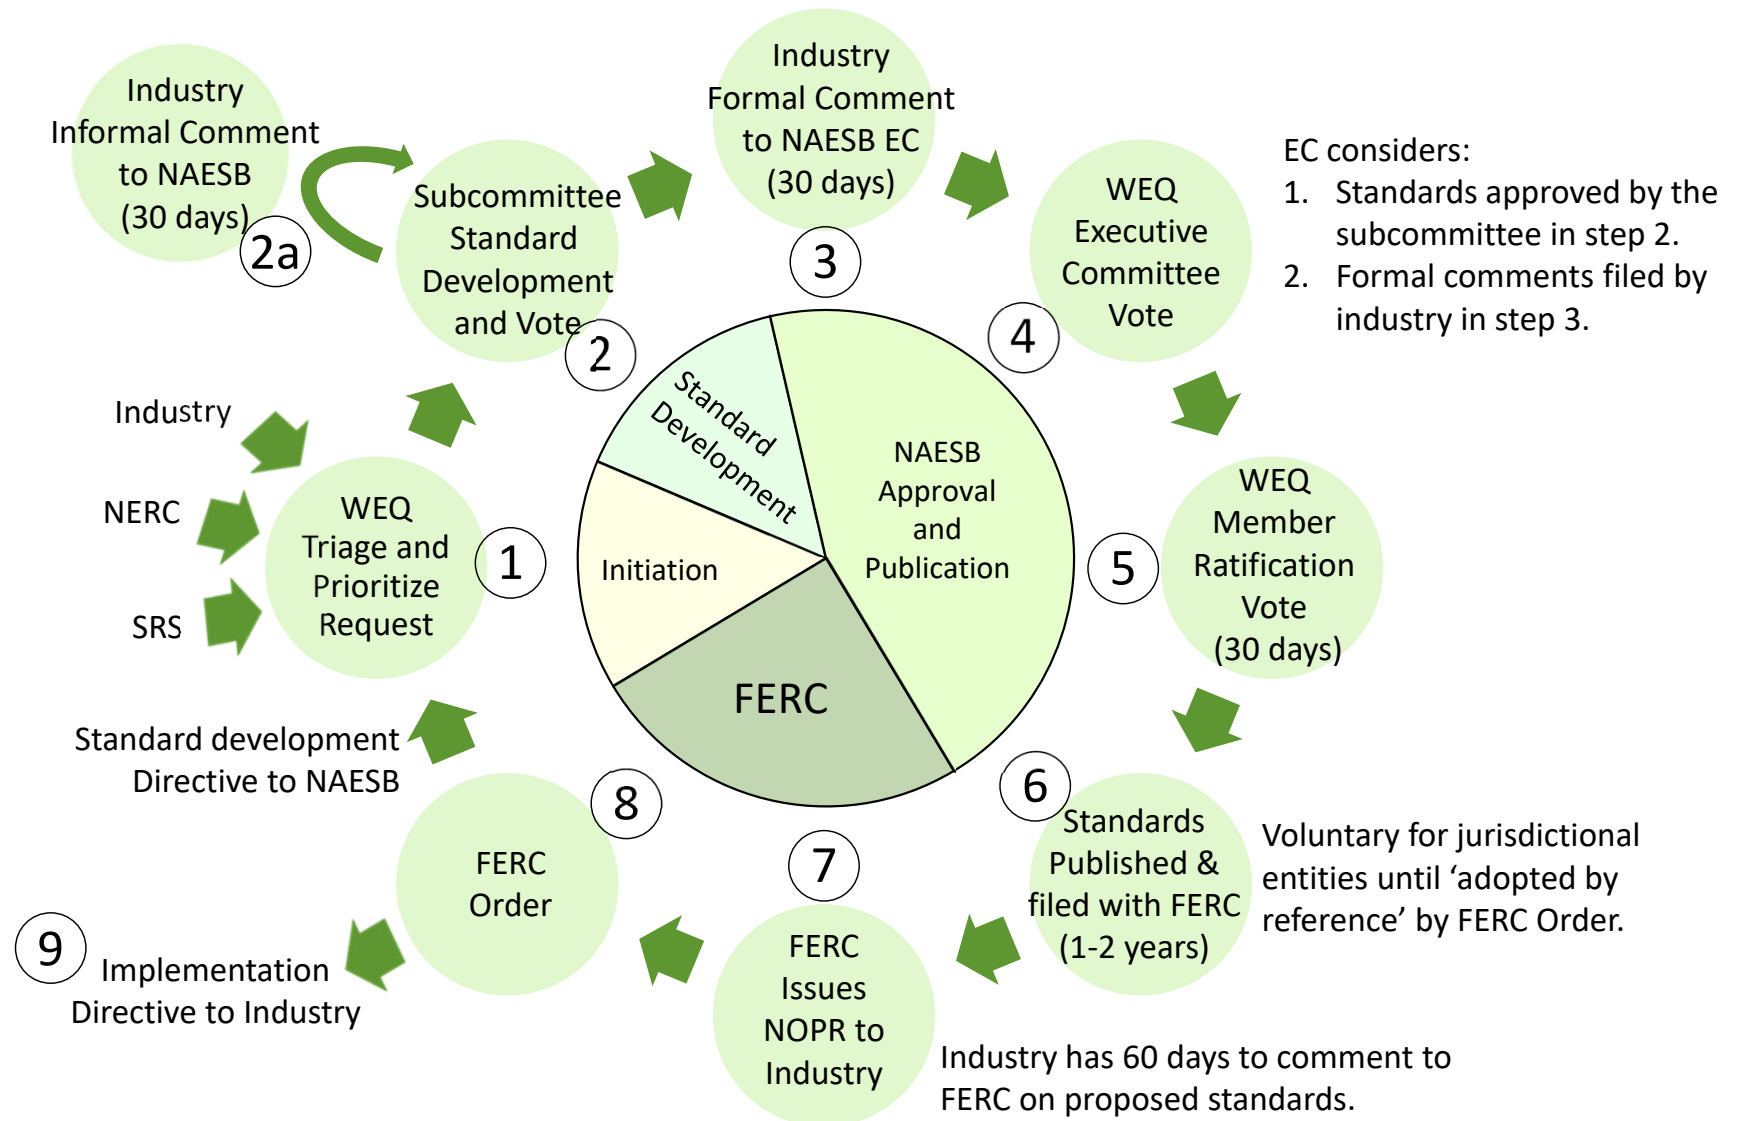 Industry
Informal Comment
to NAESB
(30 days)
2a
Subcommittee
Standard
Development
and Vote
2
Industry
Formal Comment
to NAESB EC
(30 days)
3
WEQ
Executive
Committee
Vote
4
EC considers:
1. Standards approved by the
subcommittee in step 2.
2. Formal comments filed by
industry in step 3.
Industry
NERC
SRS
WEQ
Triage and
Prioritize
Request
1
Initiation
Standard
Development
NAESB
Approval
and
Publication
FERC
5
WEQ
Member
Ratification
Vote
(30 days)
6
Standards
Published &
filed with FERC
(1-2 years)
Voluntary for jurisdictional
entities until ‘adopted by
reference’ by FERC Order.
7
FERC
Issues
NOPR to
Industry
Industry has 60 days to comment to
FERC on proposed standards.
8
FERC
Order
Standard development
Directive to NAESB
9
Implementation
Directive to Industry